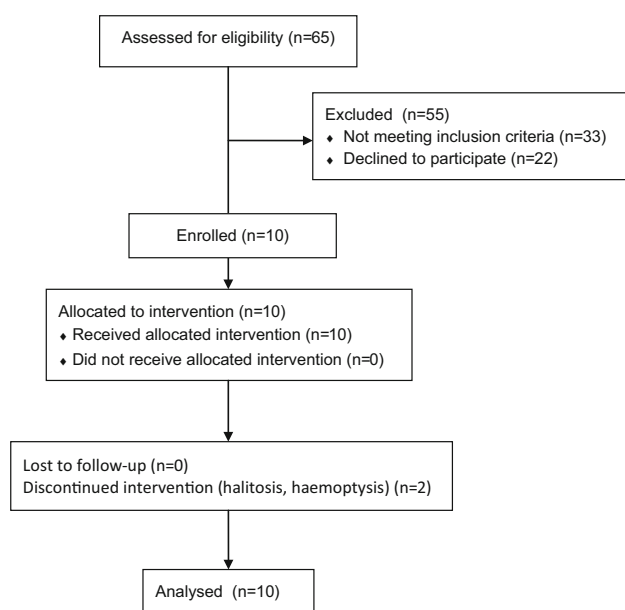 Assessed for eligibility (n=65)
Excluded (n=55)
♦ Not meeting inclusion criteria (n=33)
♦ Declined to participate (n=22)
Enrolled (n=10)
Allocated to intervention (n=10)
♦ Received allocated intervention (n=10)
♦ Did not receive allocated intervention (n=0)
Lost to follow-up (n=0)
Discontinued intervention (halitosis, haemoptysis) (n=2)
Analysed (n=10)